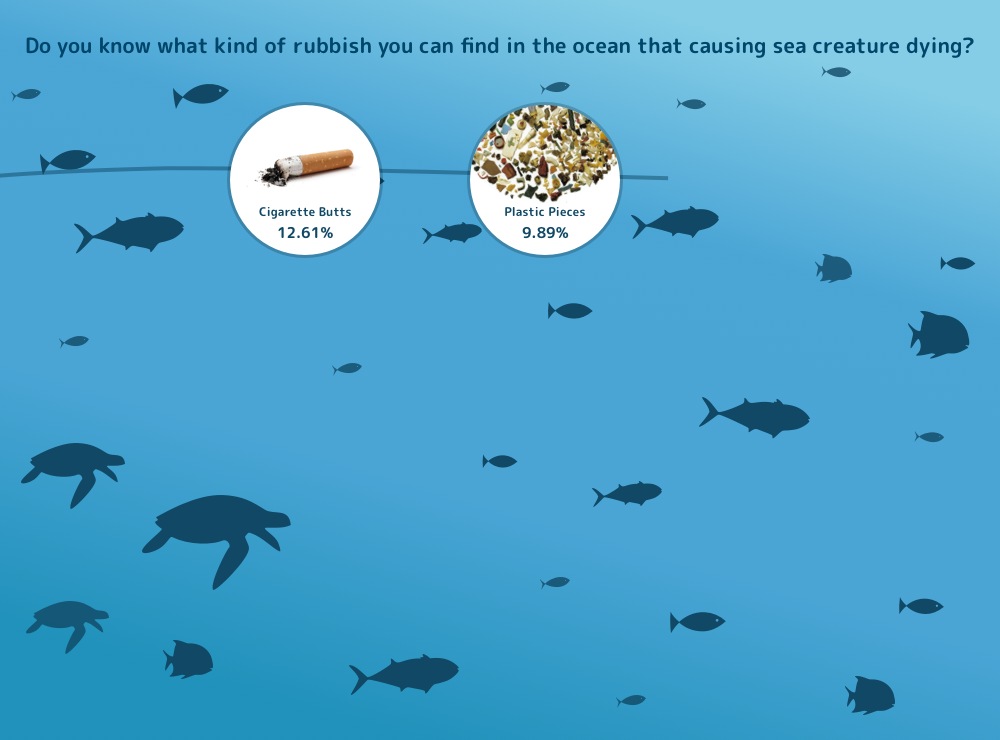 Do you know what kind of rubbish you can find in the ocean that causing sea creature dying?
Cigarette Butts
12.61%
Plastic Pieces
9.89%